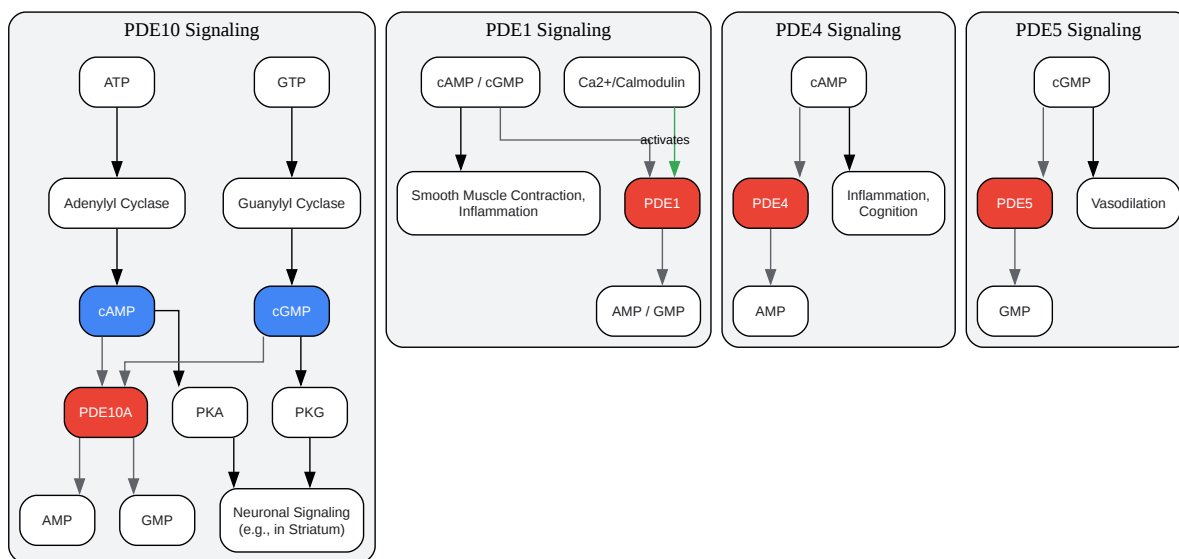 PDE10 Signaling
ATP
GTP
Adenylyl Cyclase
Guanylyl Cyclase
cAMP
cGMP
PDE10A
PKA
PKG
AMP
GMP
Neuronal Signaling
(e.g., in Striatum)
PDE1 Signaling
cAMP / cGMP
Ca2+/Calmodulin
activates
Smooth Muscle Contraction,
Inflammation
PDE1
AMP / GMP
PDE4 Signaling
cAMP
PDE4
Inflammation,
Cognition
AMP
PDE5 Signaling
cGMP
PDE5
Vasodilation
GMP